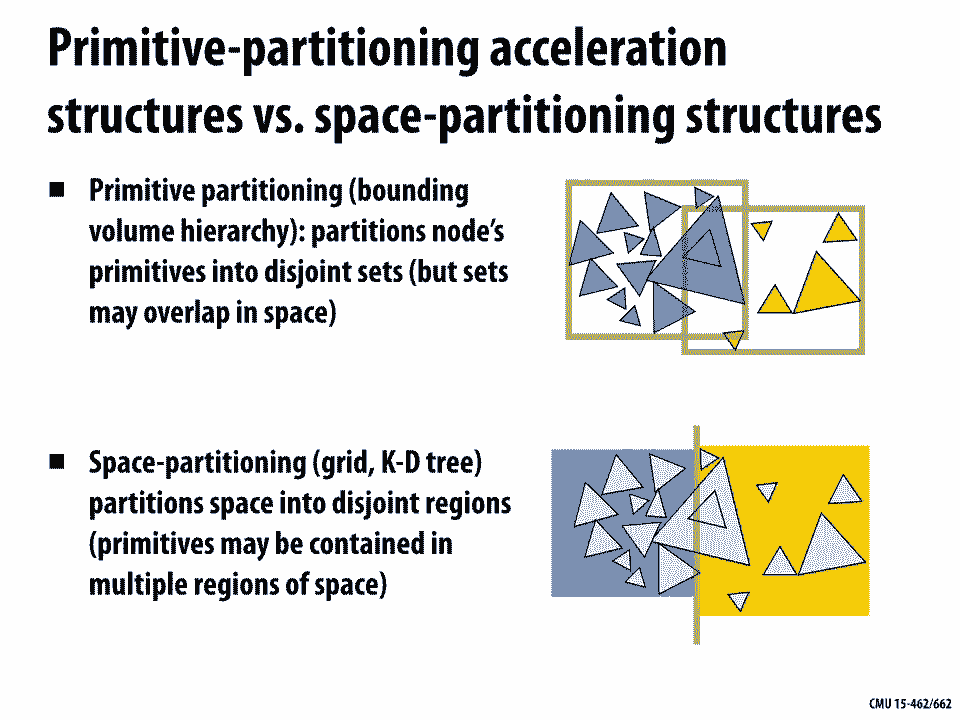 Primitive-partitioning acceleration
structures vs. space-partitioning structures
Primitive partitioning (bounding
volume hierarchy): partitions node’s
primitives into disjoint sets (but sets
may overlap in space)
Space-partitioning (grid, K-D tree)
partitions space into disjoint regions
(primitives may be contained in
multiple regions of space)
CMU 15-462/662